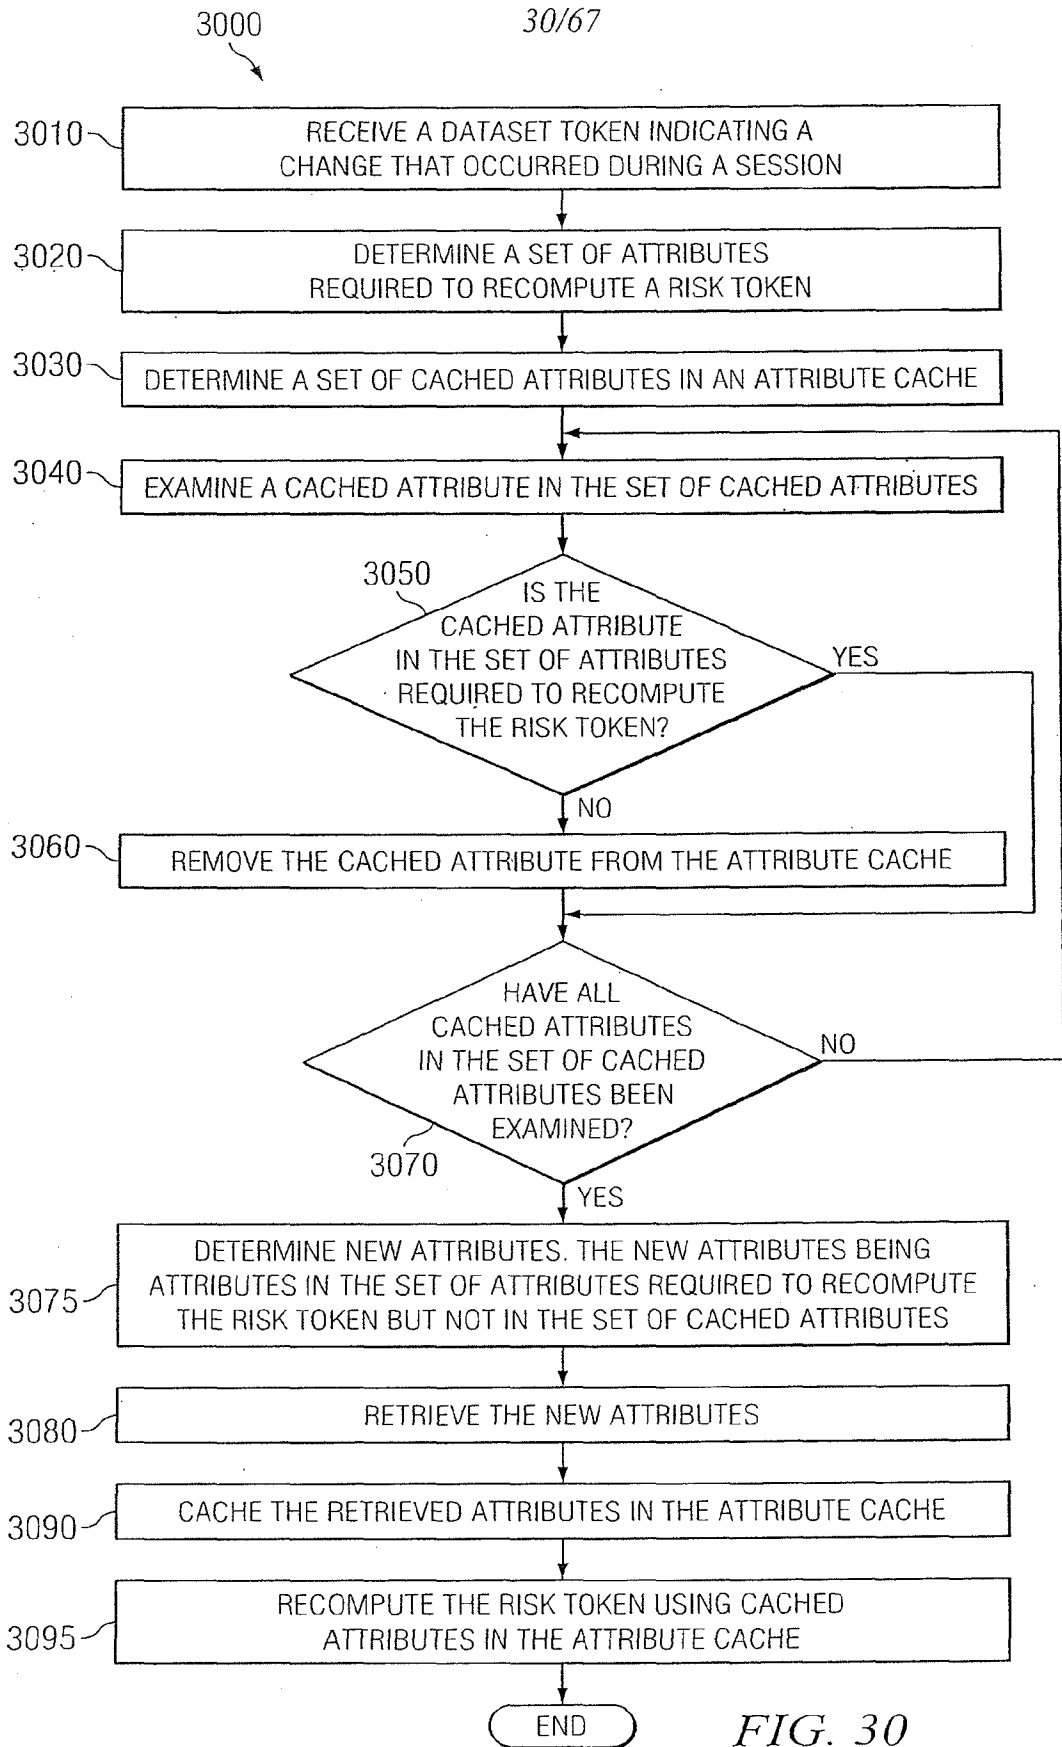 3000
30/67
3010
RECEIVE A DATASET TOKEN INDICATING A
CHANGE THAT OCCURRED DURING A SESSION
3020
DETERMINE A SET OF ATTRIBUTES
REQUIRED TO RECOMPUTE A RISK TOKEN
3030
DETERMINE A SET OF CACHED ATTRIBUTES IN AN ATTRIBUTE CACHE
3040
EXAMINE A CACHED ATTRIBUTE IN THE SET OF CACHED ATTRIBUTES
3050
IS THE
CACHED ATTRIBUTE
IN THE SET OF ATTRIBUTES
REQUIRED TO RECOMPUTE
THE RISK TOKEN?
YES
NO
3060
REMOVE THE CACHED ATTRIBUTE FROM THE ATTRIBUTE CACHE
HAVE ALL
CACHED ATTRIBUTES
IN THE SET OF CACHED
ATTRIBUTES BEEN
EXAMINED?
NO
3070
YES
3075
DETERMINE NEW ATTRIBUTES. THE NEW ATTRIBUTES BEING
ATTRIBUTES IN THE SET OF ATTRIBUTES REQUIRED TO RECOMPUTE
THE RISK TOKEN BUT NOT IN THE SET OF CACHED ATTRIBUTES
3080
RETRIEVE THE NEW ATTRIBUTES
3090
CACHE THE RETRIEVED ATTRIBUTES IN THE ATTRIBUTE CACHE
3095
RECOMPUTE THE RISK TOKEN USING CACHED
ATTRIBUTES IN THE ATTRIBUTE CACHE
END
FIG. 30